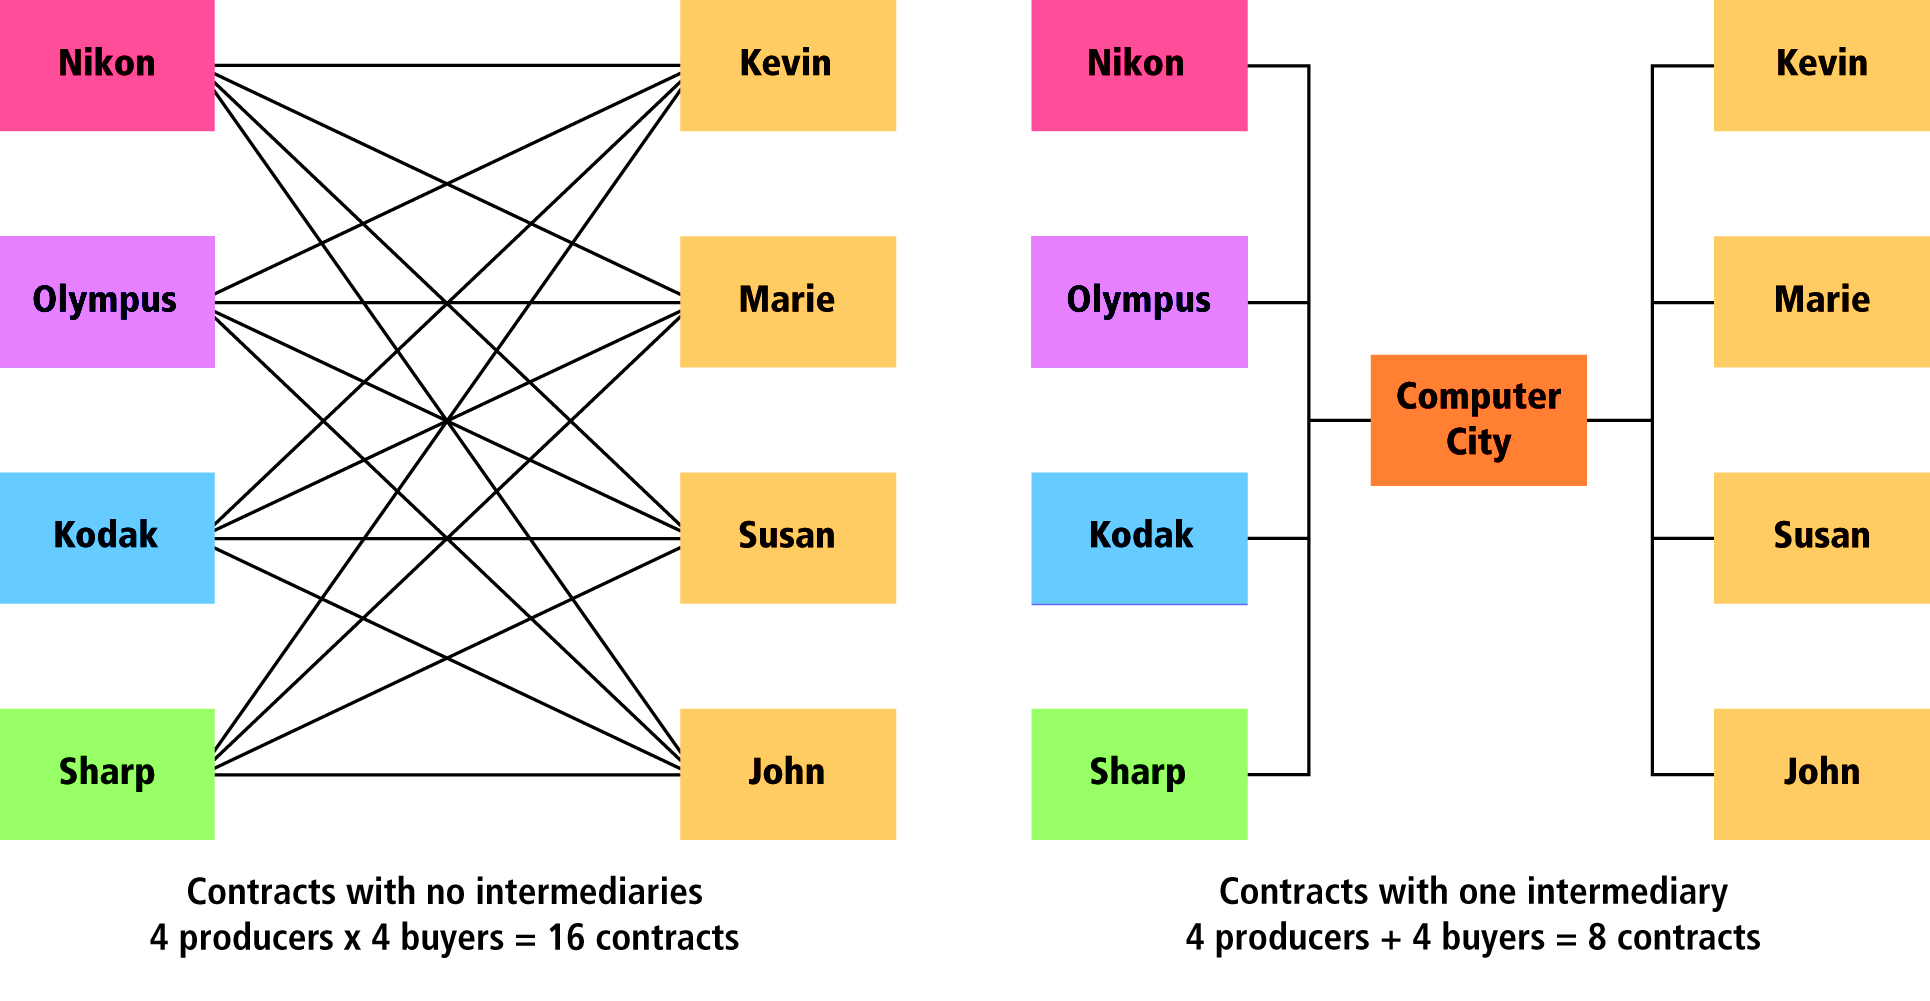 Nikon
Kevin
Olympus
Marie
Kodak
Susan
Sharp
John
Contracts with no intermediaries
4 producers x 4 buyers = 16 contracts
Nikon
Kevin
Olympus
Marie
Computer
City
Kodak
Susan
Sharp
John
Contracts with one intermediary
4 producers + 4 buyers = 8 contracts